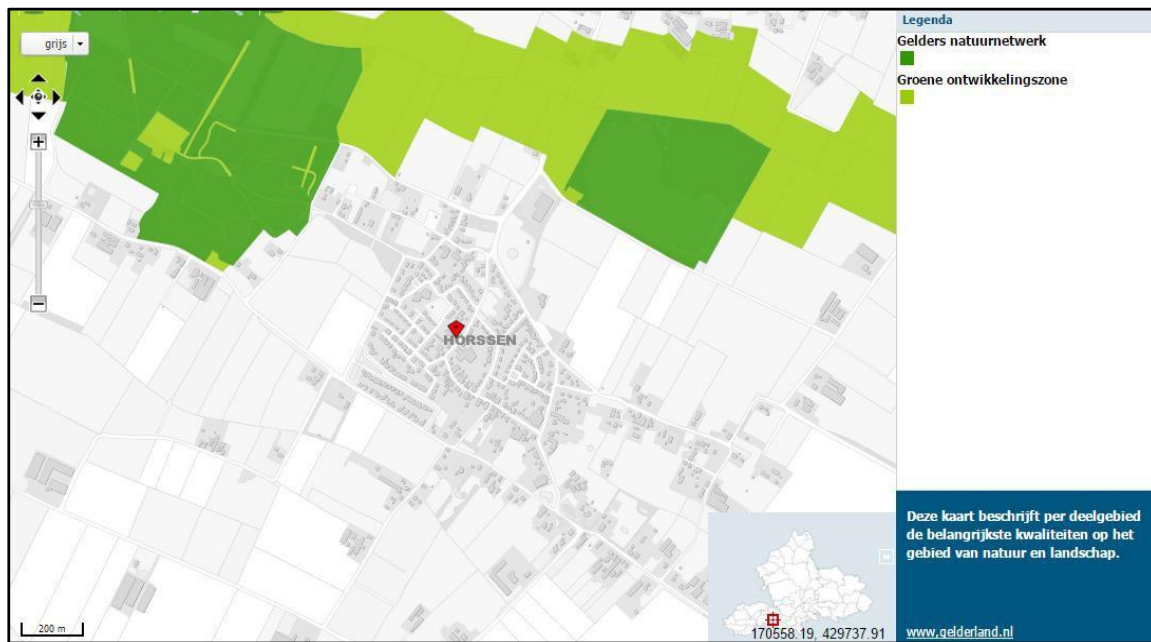 grijs
HORSSEN
200 m
170558.19, 429737.91
Legenda
Gelders natuurnetwerk
Groene ontwikkelingszone
Deze kaart beschrijft per deelgebied
de belangrijkste kwaliteiten op het
gebied van natuur en landschap.
www.gelderland.nl